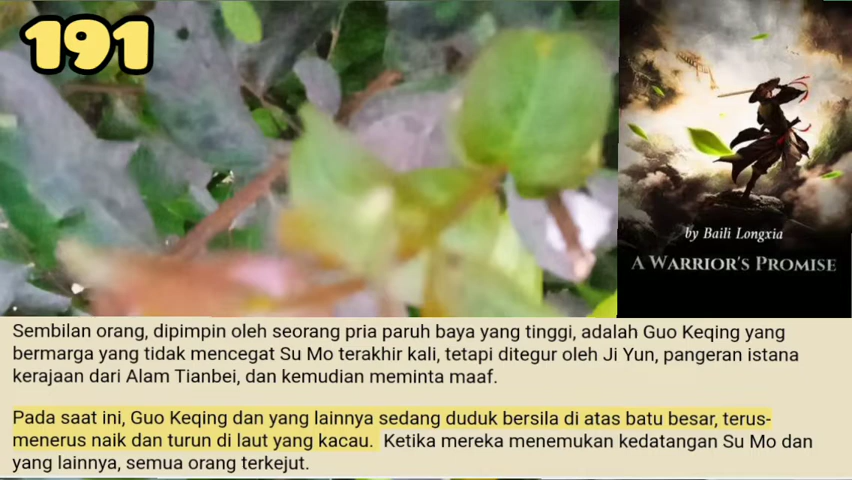 191
by Baili Longxia
A WARRIOR'S PROMISE
Sembilan orang, dipimpin oleh seorang pria paruh baya yang tinggi, adalah Guo Keqing yang
bermarga yang tidak mencegat Su Mo terakhir kali, tetapi ditegur oleh Ji Yun, pangeran istana
kerajaan dari Alam Tianbei, dan kemudian meminta maaf.
Pada saat ini, Guo Keqing dan yang lainnya sedang duduk bersila di atas batu besar, terus-
menerus naik dan turun di laut yang kacau. Ketika mereka menemukan kedatangan Su Mo dan
yang lainnya, semua orang terkejut.